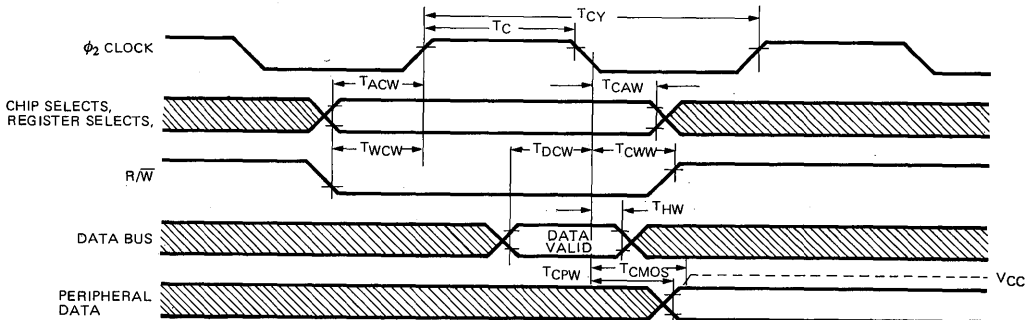 TCY
TC
ϕ2 CLOCK
TACW
TCAW
CHIP SELECTS,
REGISTER SELECTS,
TWCW
TDCW
TCWW
R/W̅
THW
DATA BUS
DATA
VALID
TCPW
TCMOS
VCC
PERIPHERAL
DATA